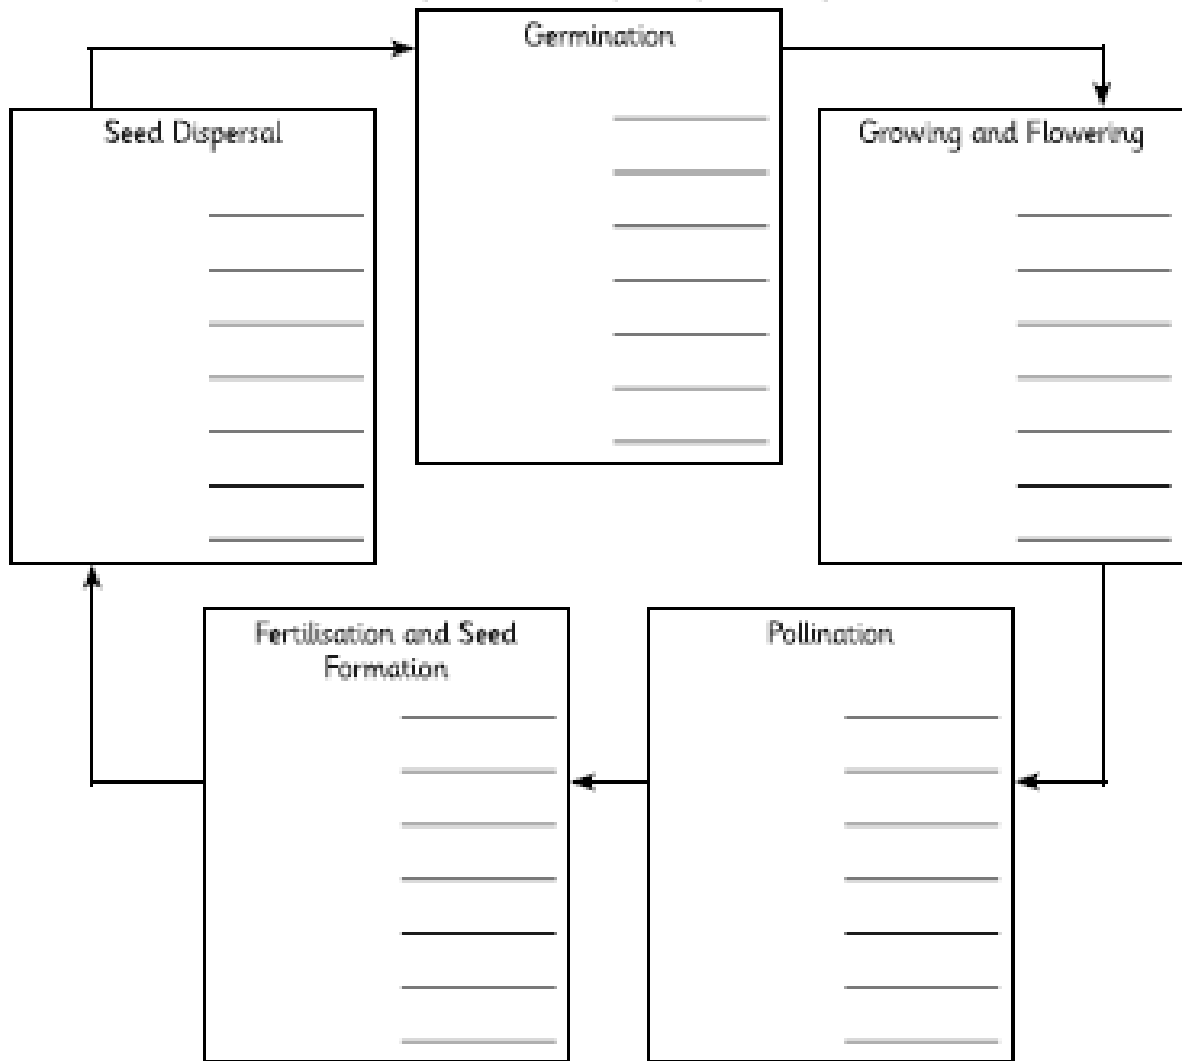 Germination
Seed Dispersal
Growing and Flowering
Fertilisation and Seed
Formation
Pollination